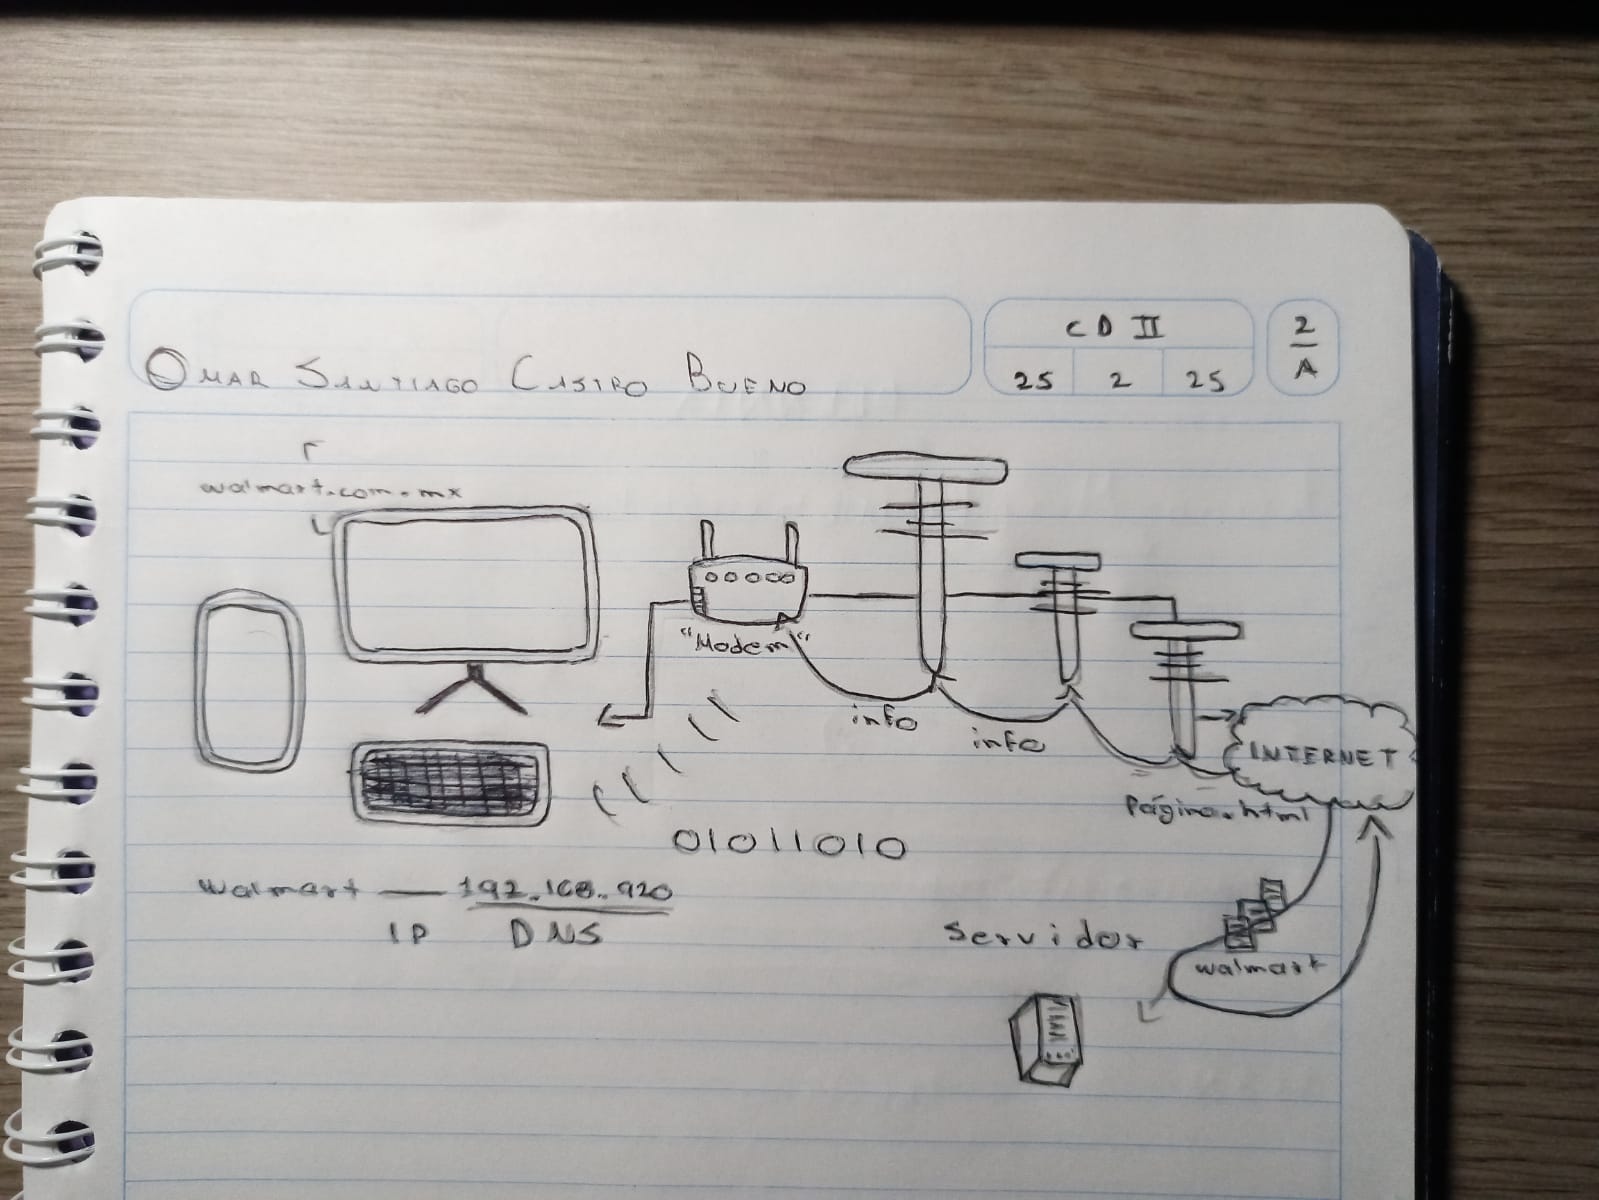 CD II
2
A
OMAR SANTIAGO CASTRO BUENO
25 2 25
walmart.com.mx
"Modem"
info
info
INTERNET
Página.html
01011010
walmart — 192.168.920
IP DNS
Servidor
walmart